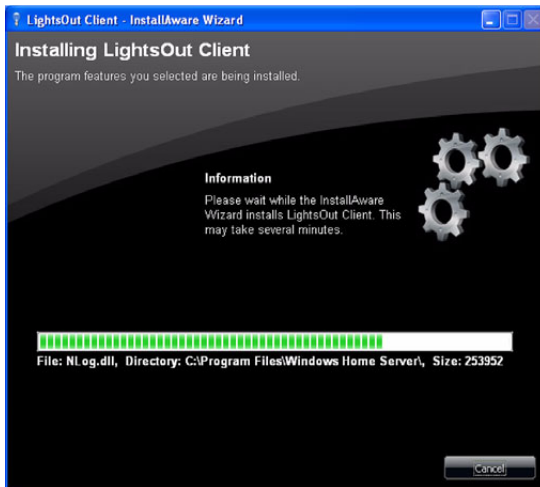 LightsOut Client - InstallAware Wizard
Installing LightsOut Client
The program features you selected are being installed.
Information
Please wait while the InstallAware
Wizard installs LightsOut Client. This
may take several minutes.
File: NLog.dll, Directory: C:\Program Files\Windows Home Server\, Size: 253952
Cancel